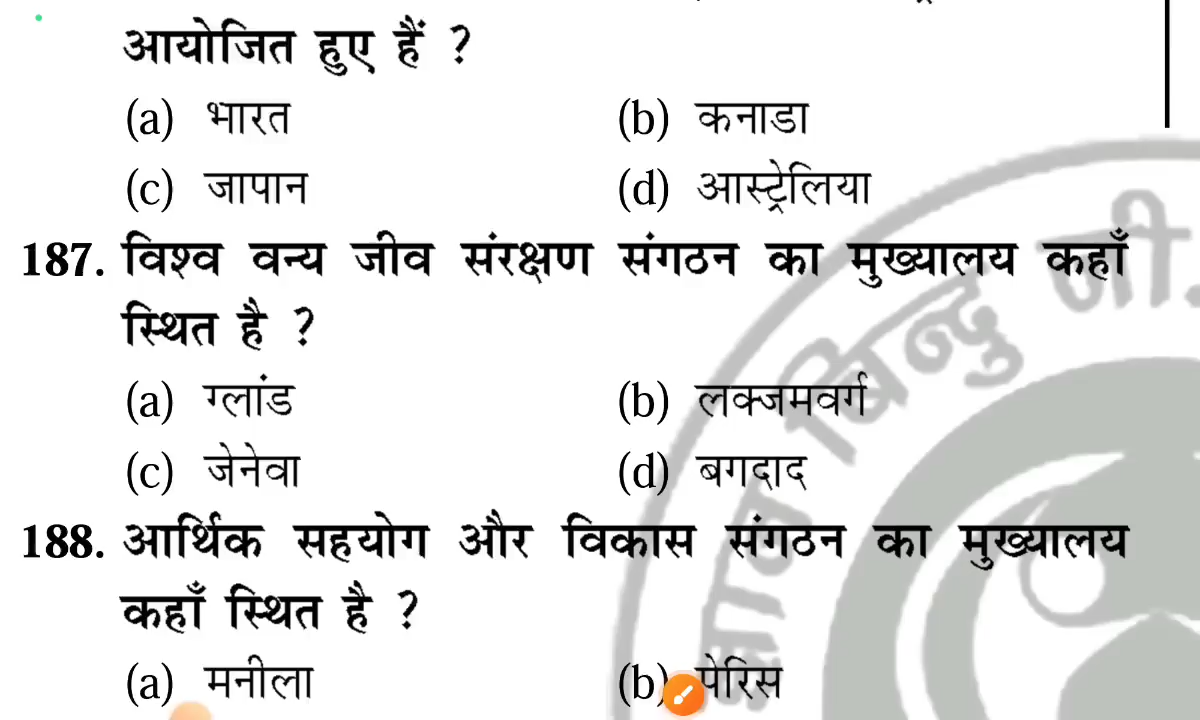 आयोजित हुए हैं ?
(a) भारत (b) कनाडा
(c) जापान (d) आस्ट्रेलिया
187. विश्व वन्य जीव संरक्षण संगठन का मुख्यालय कहाँ
स्थित है ?
(a) ग्लांड (b) लक्जमवर्ग
(c) जेनेवा (d) बगदाद
188. आर्थिक सहयोग और विकास संगठन का मुख्यालय
कहाँ स्थित है ?
(a) मनीला (b) पेरिस
बिन्दु जी.